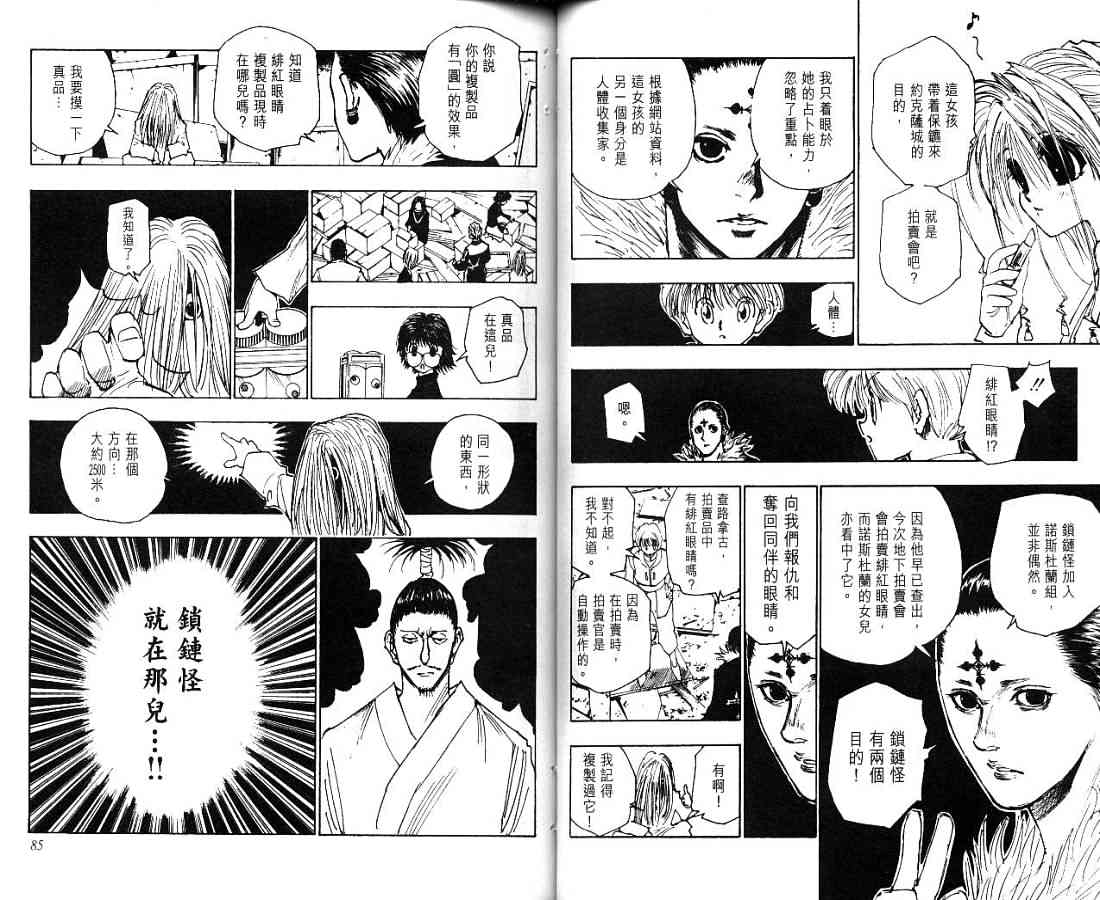 這女孩
帶着保鑣來
約克薩城的
目的，
就是
拍賣會吧？
我只着眼於
她的占卜能力
忽略了重點，
根據網站資料，
這女孩的
另一個身分是
人體收集家。
人體…
!!
緋紅眼睛!?
嗯。
鎖鏈怪加入
諾斯杜蘭組，
並非偶然。
因為他早已查出，
今次地下拍賣會
會拍賣緋紅眼睛，
而諾斯杜蘭的女兒
亦看中了它。
鎖鏈怪
有兩個
目的！
向我們報仇和
奪回同伴的眼睛。
查路拿古，
拍賣品中
有緋紅眼睛嗎？
對不起，
我不知道。
因為
在拍賣時，
拍賣官是
自動操作的。
有啊！
我記得
複製過它！
你說
你的複製品
有「圓」的效果，
知道
緋紅眼睛
複製品現時
在哪兒嗎？
我要摸一下
真品…
真品
在這兒！
我知道了。
同一形狀
的東西，
在那個
方向…
大約2500米。
鎖鏈怪
就在那兒…!!
85